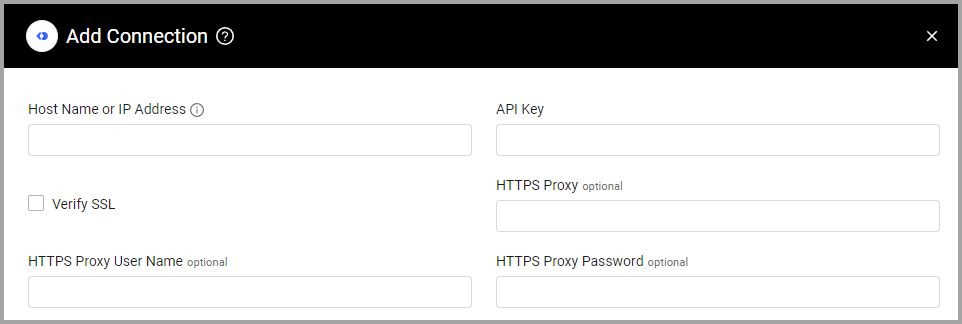 Add Connection
Host Name or IP Address
API Key
Verify SSL
HTTPS Proxy optional
HTTPS Proxy User Name optional
HTTPS Proxy Password optional